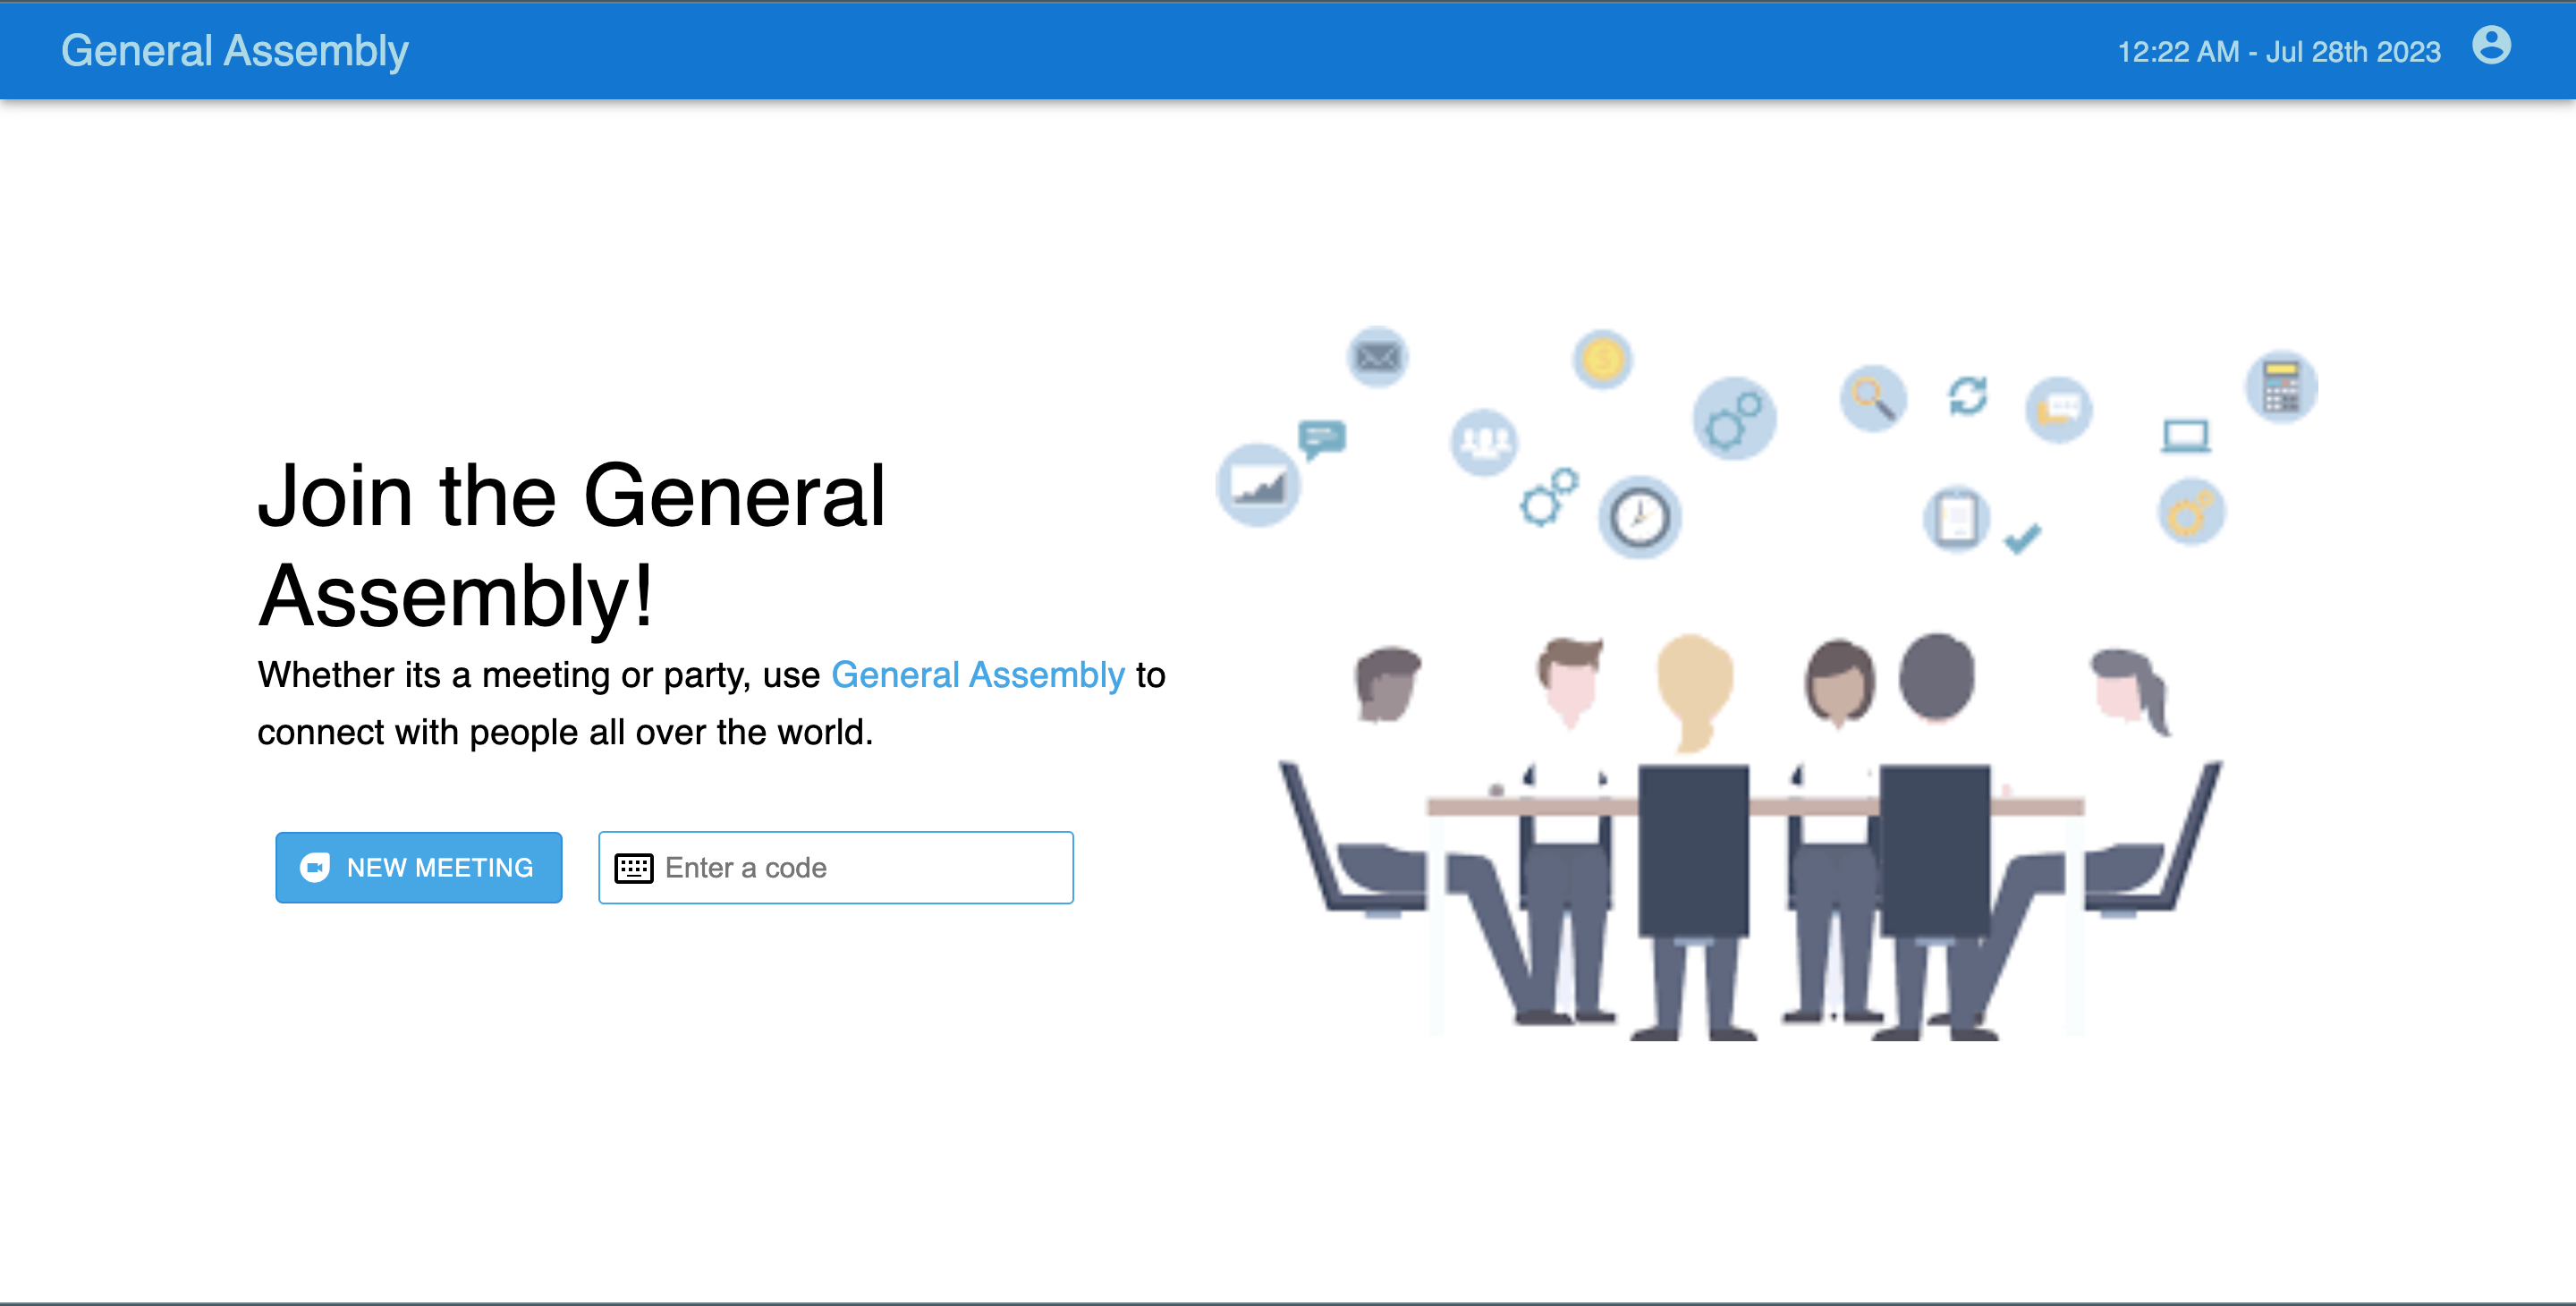 General Assembly
12:22 AM - Jul 28th 2023
Join the General
Assembly!
Whether its a meeting or party, use General Assembly to
connect with people all over the world.
NEW MEETING
Enter a code